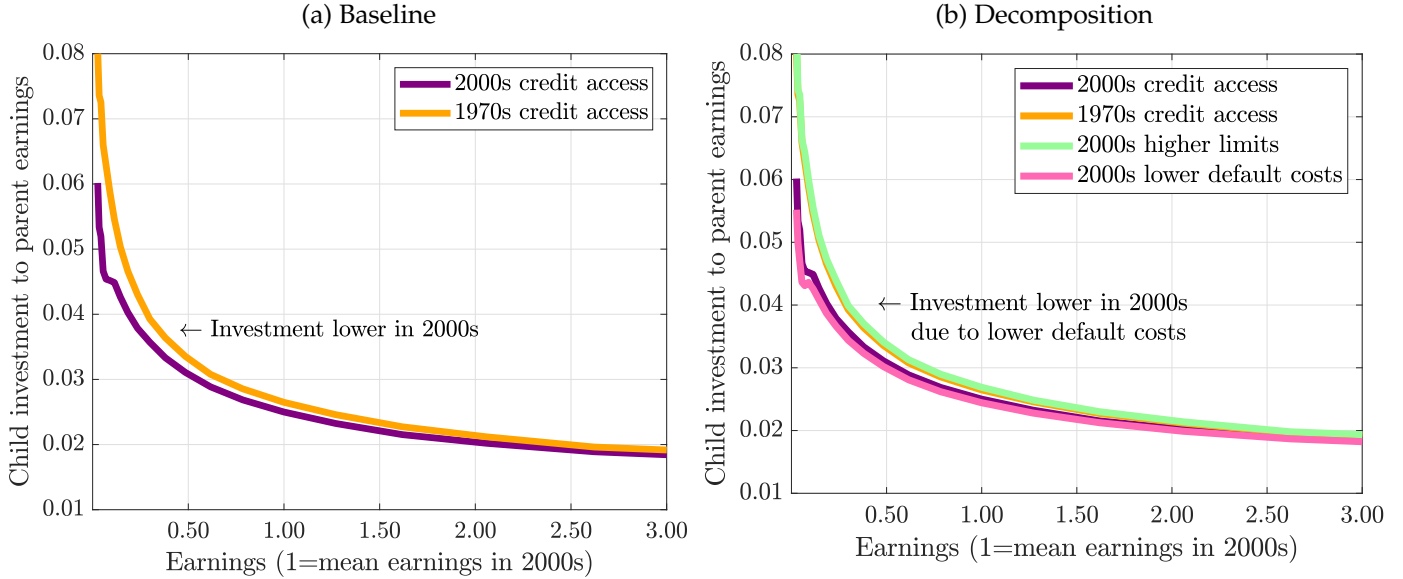 (a) Baseline
Child investment to parent earnings
0.08
0.07
0.06
0.05
0.04
0.03
0.02
0.01
2000s credit access
1970s credit access
← Investment lower in 2000s
0.50
1.00
1.50
2.00
2.50
3.00
Earnings (1=mean earnings in 2000s)
(b) Decomposition
Child investment to parent earnings
0.08
0.07
0.06
0.05
0.04
0.03
0.02
0.01
2000s credit access
1970s credit access
2000s higher limits
2000s lower default costs
← Investment lower in 2000s
due to lower default costs
0.50
1.00
1.50
2.00
2.50
3.00
Earnings (1=mean earnings in 2000s)